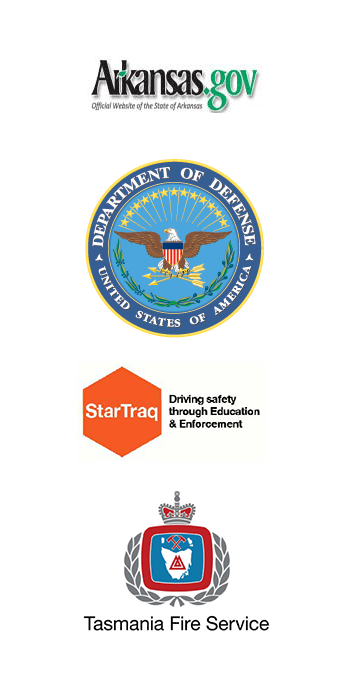 Arkansas.gov
Official Website of the State of Arkansas
DEPARTMENT OF DEFENSE
UNITED STATES OF AMERICA
StarTraq
Driving safety
through Education
& Enforcement
Tasmania Fire Service